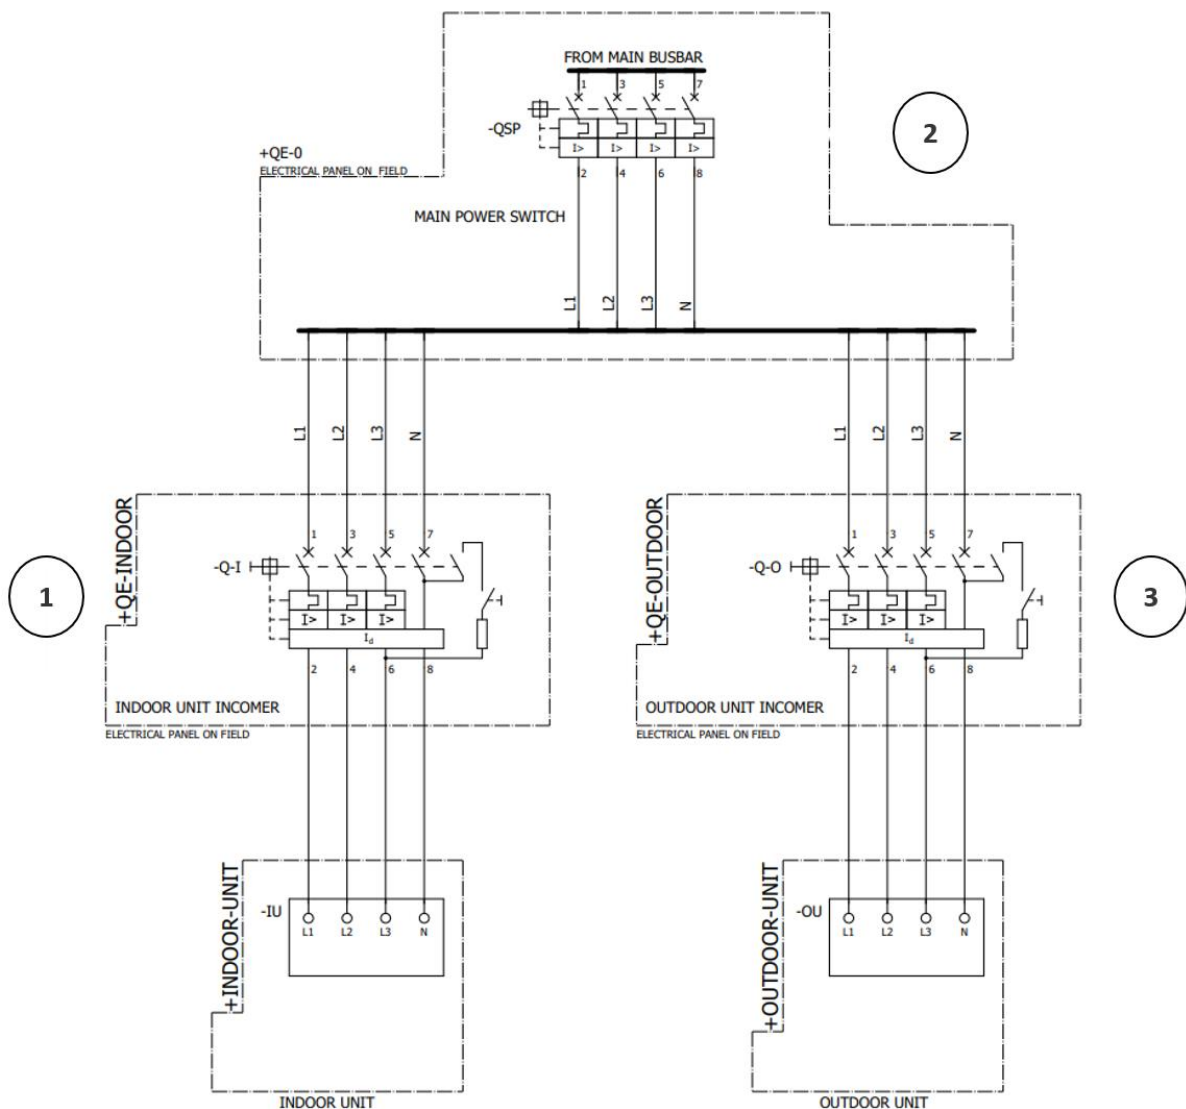 FROM MAIN BUSBAR
1 3 5 7
2
-QSP
I> I> I> I>
+QE-0
ELECTRICAL PANEL ON FIELD
2 4 6 8
MAIN POWER SWITCH
L1 L2 L3 N
L1 L2 L3 N
L1 L2 L3 N
+QE-INDOOR
1 3 5 7
-Q-I
I> I> I>
Id
2 4 6 8
1
INDOOR UNIT INCOMER
ELECTRICAL PANEL ON FIELD
+QE-OUTDOOR
1 3 5 7
-Q-O
I> I> I>
Id
2 4 6 8
3
OUTDOOR UNIT INCOMER
ELECTRICAL PANEL ON FIELD
+INDOOR-UNIT
-IU
L1 L2 L3 N
INDOOR UNIT
+OUTDOOR-UNIT
-OU
L1 L2 L3 N
OUTDOOR UNIT